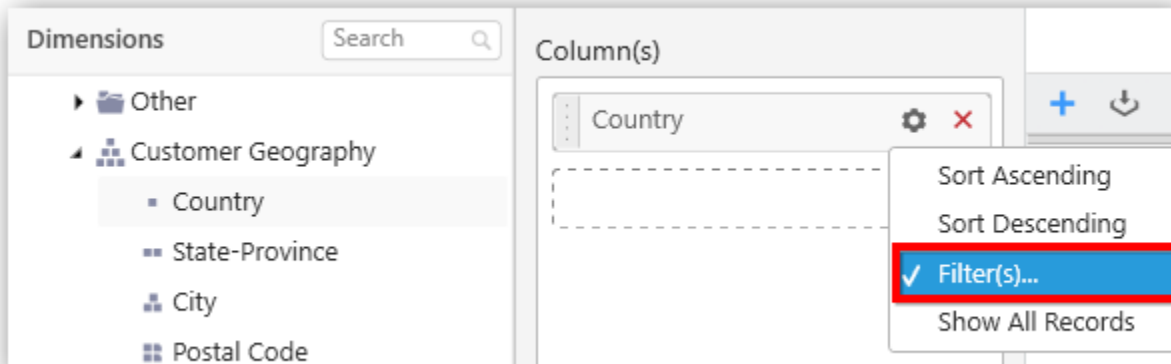 Dimensions
Search
Other
Customer Geography
Country
State-Province
City
Postal Code
Column(s)
Country
Sort Ascending
Sort Descending
Filter(s)...
Show All Records